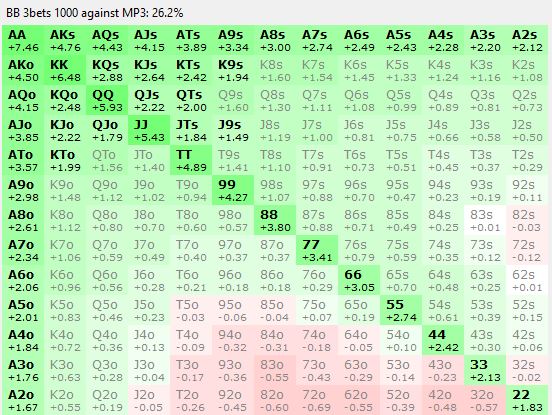 BB 3bets 1000 against MP3: 26.2%
AA AKs AQs AJs ATs A9s A8s A7s A6s A5s A4s A3s A2s
+7.46 +4.76 +4.43 +4.15 +3.89 +3.34 +3.00 +2.74 +2.49 +2.43 +2.28 +2.20 +2.12
AKo KK KQs KJs KTs K9s K8s K7s K6s K5s K4s K3s K2s
+4.50 +6.48 +2.88 +2.64 +2.42 +1.94 +1.60 +1.54 +1.45 +1.33 +1.24 +1.16 +1.08
AQo KQo QQ QJs QTs Q9s Q8s Q7s Q6s Q5s Q4s Q3s Q2s
+4.15 +2.48 +5.93 +2.22 +2.00 +1.60 +1.30 +1.11 +1.08 +0.99 +0.89 +0.81 +0.73
AJo KJo QJo JJ JTs J9s J8s J7s J6s J5s J4s J3s J2s
+3.85 +2.22 +1.79 +5.43 +1.84 +1.49 +1.19 +1.00 +0.81 +0.75 +0.66 +0.58 +0.50
ATo KTo QTo JTo TT T9s T8s T7s T6s T5s T4s T3s T2s
+3.57 +1.99 +1.56 +1.40 +4.89 +1.41 +1.10 +0.91 +0.73 +0.51 +0.45 +0.37 +0.29
A9o K9o Q9o J9o T9o 99 98s 97s 96s 95s 94s 93s 92s
+2.98 +1.48 +1.12 +1.02 +0.94 +4.27 +1.07 +0.88 +0.70 +0.47 +0.23 +0.19 +0.11
A8o K8o Q8o J8o T8o 98o 88 87s 86s 85s 84s 83s 82s
+2.61 +1.12 +0.80 +0.70 +0.60 +0.57 +3.80 +0.88 +0.71 +0.49 +0.25 +0.01 -0.03
A7o K7o Q7o J7o T7o 97o 87o 77 76s 75s 74s 73s 72s
+2.34 +1.06 +0.59 +0.49 +0.40 +0.37 +0.37 +3.41 +0.79 +0.59 +0.35 +0.12 -0.12
A6o K6o Q6o J6o T6o 96o 86o 76o 66 65s 64s 63s 62s
+2.06 +0.96 +0.56 +0.28 +0.21 +0.18 +0.18 +0.29 +3.05 +0.70 +0.48 +0.25 +0.01
A5o K5o Q5o J5o T5o 95o 85o 75o 65o 55 54s 53s 52s
+2.01 +0.83 +0.46 +0.23 -0.03 -0.06 -0.04 +0.07 +0.19 +2.74 +0.61 +0.39 +0.15
A4o K4o Q4o J4o T4o 94o 84o 74o 64o 54o 44 43s 42s
+1.84 +0.72 +0.36 +0.13 -0.09 -0.32 -0.31 -0.18 -0.05 +0.10 +2.42 +0.30 +0.06
A3o K3o Q3o J3o T3o 93o 83o 73o 63o 53o 43o 33 32s
+1.76 +0.63 +0.28 +0.04 -0.17 -0.36 -0.55 -0.43 -0.29 -0.14 -0.23 +2.13 -0.02
A2o K2o Q2o J2o T2o 92o 82o 72o 62o 52o 42o 32o 22
+1.67 +0.55 +0.19 -0.05 -0.26 -0.45 -0.60 -0.69 -0.55 -0.39 -0.48 -0.57 +1.83